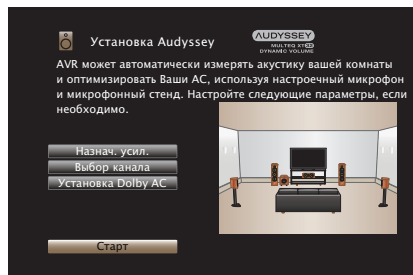 Установка Audyssey
AUDYSSEY
MULTEQ XT32
DYNAMIC VOLUME
AVR может автоматически измерять акустику вашей комнаты
и оптимизировать Ваши АС, используя настроечный микрофон
и микрофонный стенд. Настройте следующие параметры, если
необходимо.
Назнач. усил.
Выбор канала
Установка Dolby АС
Старт